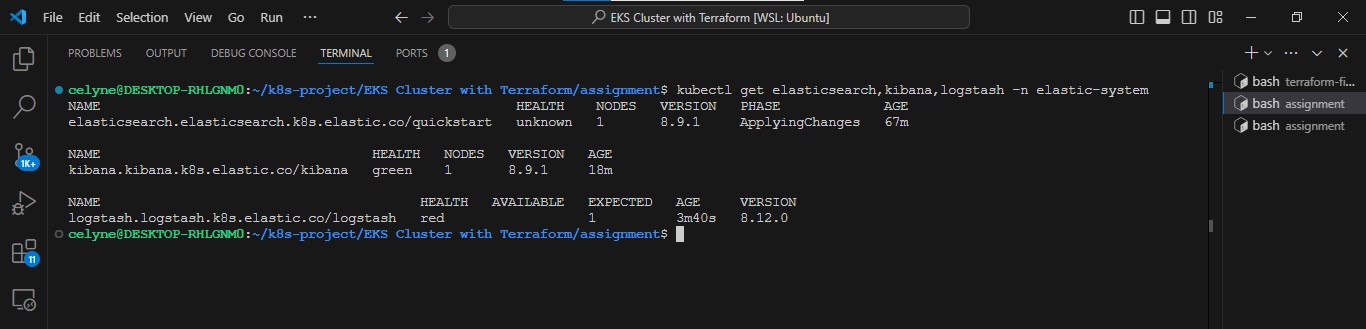 File Edit Selection View Go Run ··· ← → EKS Cluster with Terraform [WSL: Ubuntu]
PROBLEMS OUTPUT DEBUG CONSOLE TERMINAL PORTS 1
celyne@DESKTOP-RHLGNM0:~/k8s-project/EKS Cluster with Terraform/assignment$ kubectl get elasticsearch,kibana,logstash -n elastic-system
NAME HEALTH NODES VERSION PHASE AGE
elasticsearch.elasticsearch.k8s.elastic.co/quickstart unknown 1 8.9.1 ApplyingChanges 67m
NAME HEALTH NODES VERSION AGE
kibana.kibana.k8s.elastic.co/kibana green 1 8.9.1 18m
NAME HEALTH AVAILABLE EXPECTED AGE VERSION
logstash.logstash.k8s.elastic.co/logstash red 1 3m40s 8.12.0
celyne@DESKTOP-RHLGNM0:~/k8s-project/EKS Cluster with Terraform/assignment$
bash terraform-fi...
bash assignment
bash assignment
1K+
11